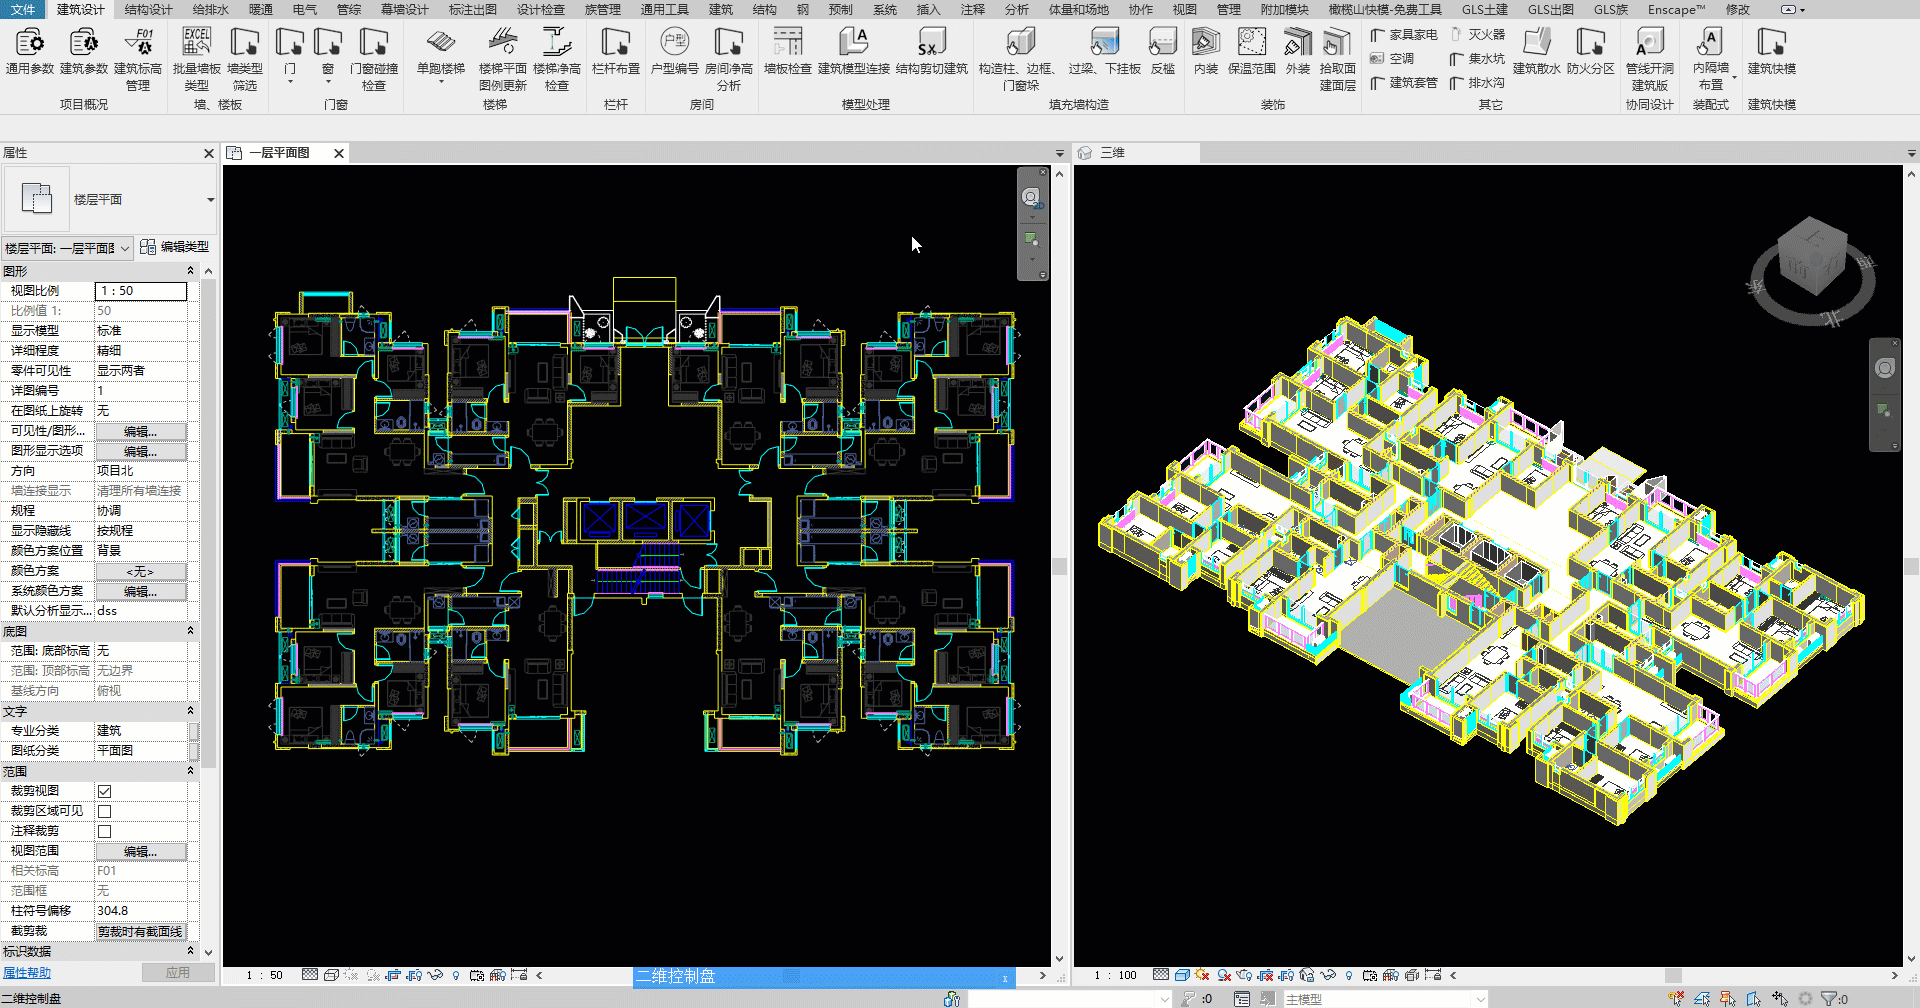 文件 建筑设计 结构设计 给排水 暖通 电气 管综 幕墙设计 标注出图 设计检查 族管理 通用工具 建筑 结构 钢 预制 系统 插入 注释 分析 体量和场地 协作 视图 管理 附加模块 橄榄山快模-免费工具 GLS土建 GLS出图 GLS族 Enscape™ 修改
通用参数 建筑参数 建筑标高管理 批量墙板类型 墙类型筛选 门 窗 门窗碰撞检查 单跑楼梯 楼梯平面图例更新 楼梯净高检查 栏杆布置 户型编号 房间净高分析 墙板检查 建筑模型连接 结构剪切建筑 构造柱、边框、门窗垛 过梁、下挂板 反槛 内装 保温范围 外装 拾取面建面层 家具家电 空调 建筑套管 灭火器 集水坑 排水沟 建筑散水 防火分区 管线开洞建筑版 内隔墙布置 建筑快模
项目概况 墙、楼板 门窗 楼梯 栏杆 房间 模型处理 填充墙构造 装饰 其它 协同设计 装配式 建筑快模
属性
一层平面图
三维
楼层平面
楼层平面: 一层平面图
编辑类型
图形
视图比例 1 : 50
比例值 1: 50
显示模型 标准
详细程度 精细
零件可见性 显示两者
详图编号 1
在图纸上旋转 无
可见性/图形... 编辑...
图形显示选项 编辑...
方向 项目北
墙连接显示 清理所有墙连接
规程 协调
显示隐藏线 按规程
颜色方案位置 背景
颜色方案 <无>
系统颜色方案 编辑...
默认分析显示... dss
底图
范围: 底部标高 无
范围: 顶部标高 无边界
基线方向 俯视
文字
专业分类 建筑
图纸分类 平面图
范围
裁剪视图
裁剪区域可见
注释裁剪
视图范围 编辑...
相关标高 F01
范围框 无
柱符号偏移 304.8
截剪裁 剪裁时有截面线
标识数据
属性帮助
应用
1 : 50
二维控制盘
1 : 100
二维控制盘
:0
主模型
:0